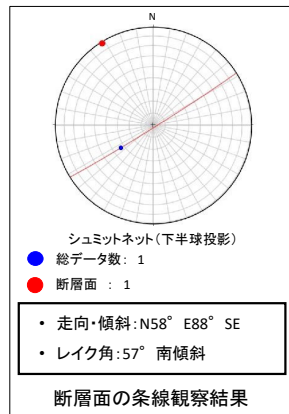 N
シュミットネット(下半球投影)
総データ数: 1
断層面 : 1
• 走向・傾斜:N58° E88° SE
• レイク角:57° 南傾斜
断層面の条線観察結果